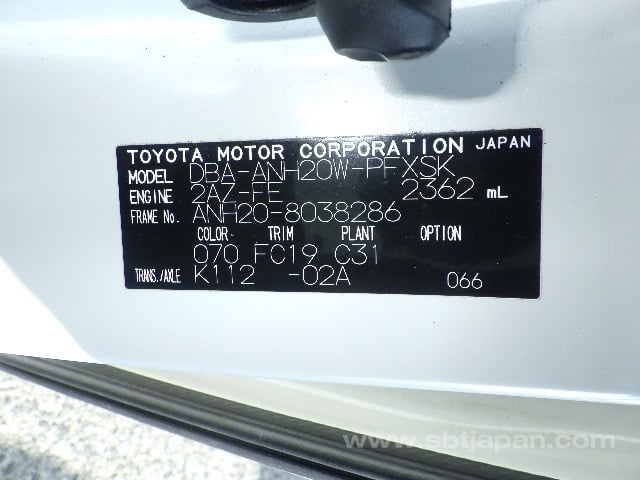 TOYOTA MOTOR CORPORATION JAPAN
MODEL DBA-ANH20W-PFXSK
ENGINE 2AZ-FE 2362 mL
FRAME No. ANH20-8038286
COLOR TRIM PLANT OPTION
070 FC19 C31
TRANS./AXLE K112 -02A 066
www.sbtjapan.com